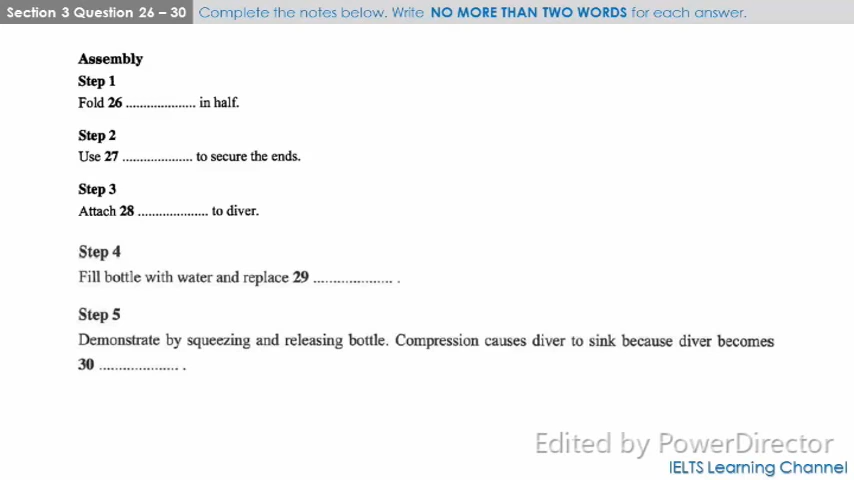 Section 3 Question 26 – 30 Complete the notes below. Write NO MORE THAN TWO WORDS for each answer.
Assembly
Step 1
Fold 26 .................... in half.
Step 2
Use 27 .................... to secure the ends.
Step 3
Attach 28 .................... to diver.
Step 4
Fill bottle with water and replace 29 .................... .
Step 5
Demonstrate by squeezing and releasing bottle. Compression causes diver to sink because diver becomes
30 .................... .
Edited by PowerDirector
IELTS Learning Channel